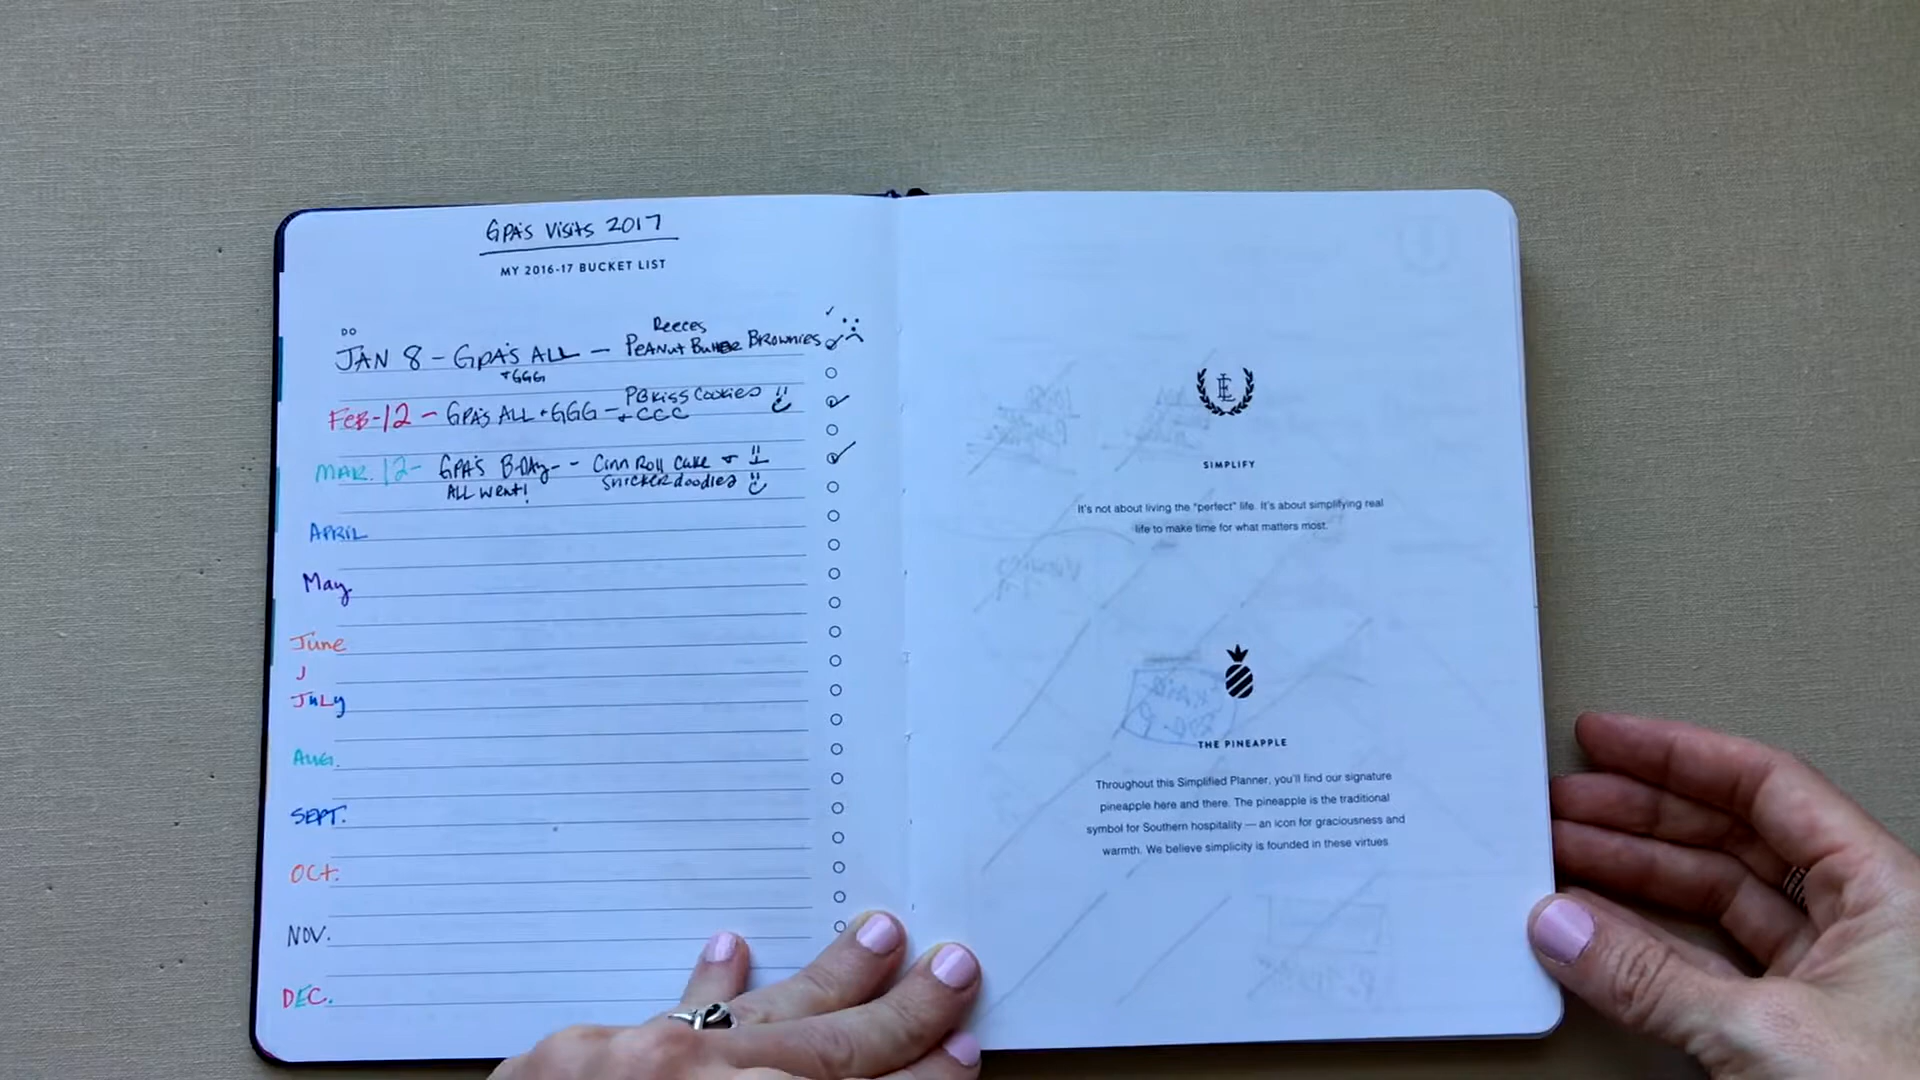 GPA's Visits 2017
MY 2016-17 BUCKET LIST
DO
Reeces
JAN 8 - GPA'S ALL - PEANUT Butter BROWNIES
+GGG
PBKISS COOKIES
FEB-12 - GPA'S ALL + GGG - + CCC
MAR. 12 - GPA'S B-DAY - - Cinn Roll Cake +
ALL went! Snickerdoodles
APRIL
May
June
J
JULy
AUG.
SEPT.
OCT.
NOV.
DEC.
EL
SIMPLIFY
It's not about living the "perfect" life. It's about simplifying real
life to make time for what matters most.
THE PINEAPPLE
Throughout this Simplified Planner, you'll find our signature
pineapple here and there. The pineapple is the traditional
symbol for Southern hospitality — an icon for graciousness and
warmth. We believe simplicity is founded in these virtues